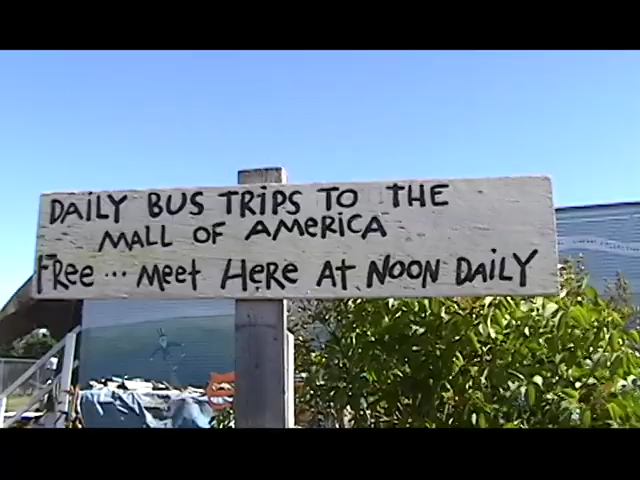 DAiLY BUS TRiPS TO THE
MALL OF AMeRiCA
FRee ... Meet HeRe AT NOON DAiLY